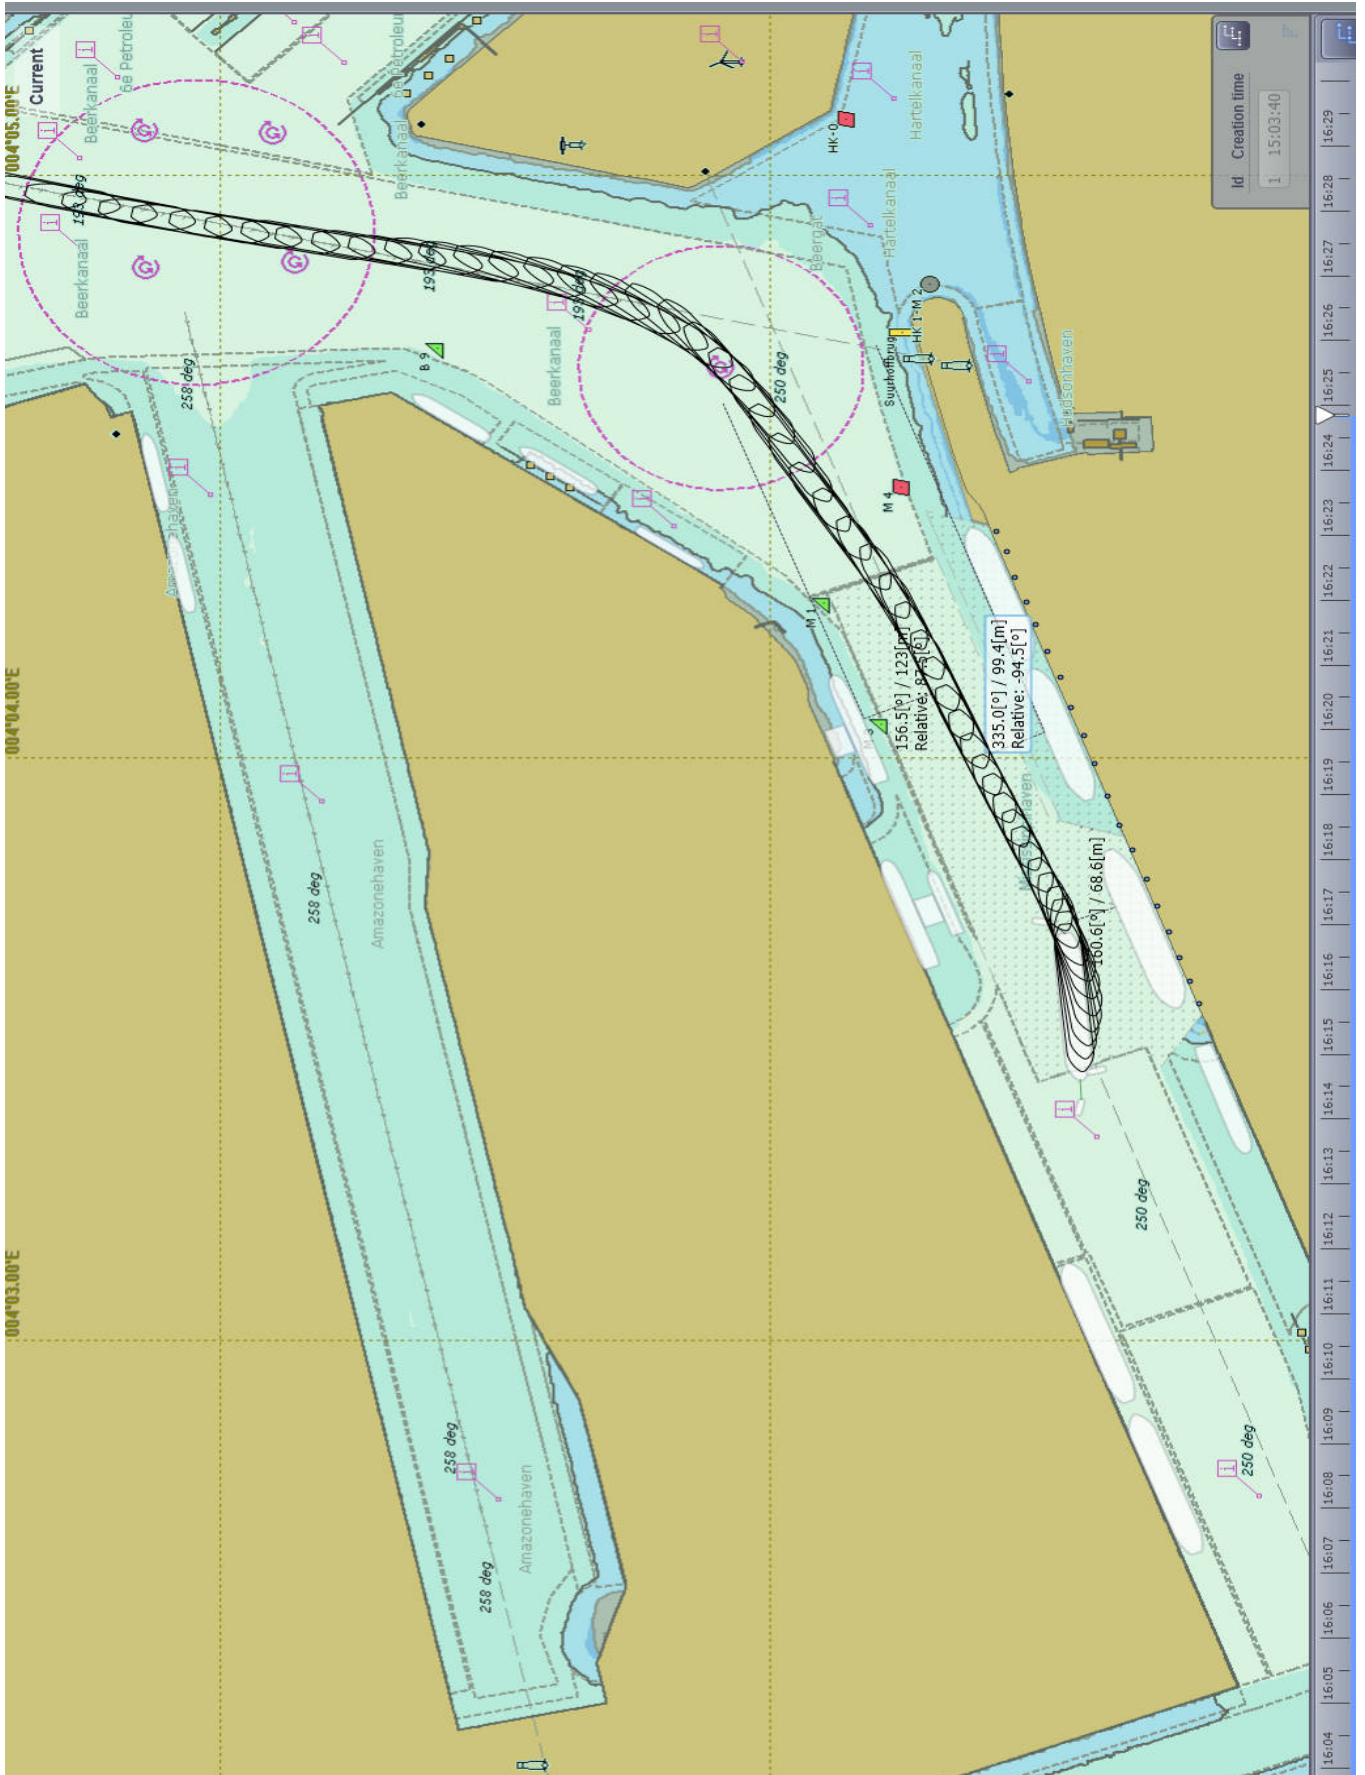 Current
004°05.00'E
004°04.00'E
004°03.00'E
Beerkanaal
6e Petroleu
6e Petroleu
Beerkanaal
193 deg
Beerkanaal
193 deg
193 deg
Beerkanaal
258 deg
B 9
Beergat
250 deg
HK-0
Hartelkanaal
Hartelkanaal
HK 1-M 2
Suurhoffbrug
Hudsonhaven
M 4
M 1
M 3
Amazonehaven
156.5[°] / 123[m]
335.0[°] / 99.4[m]
Relative: -94.5[°]
160.6[°] / 68.6[m]
258 deg
Amazonehaven
250 deg
258 deg
Amazonehaven
258 deg
250 deg
Id Creation time
1 15:03:40
16:04
16:05
16:06
16:07
16:08
16:09
16:10
16:11
16:12
16:13
16:14
16:15
16:16
16:17
16:18
16:19
16:20
16:21
16:22
16:23
16:24
16:25
16:26
16:27
16:28
16:29